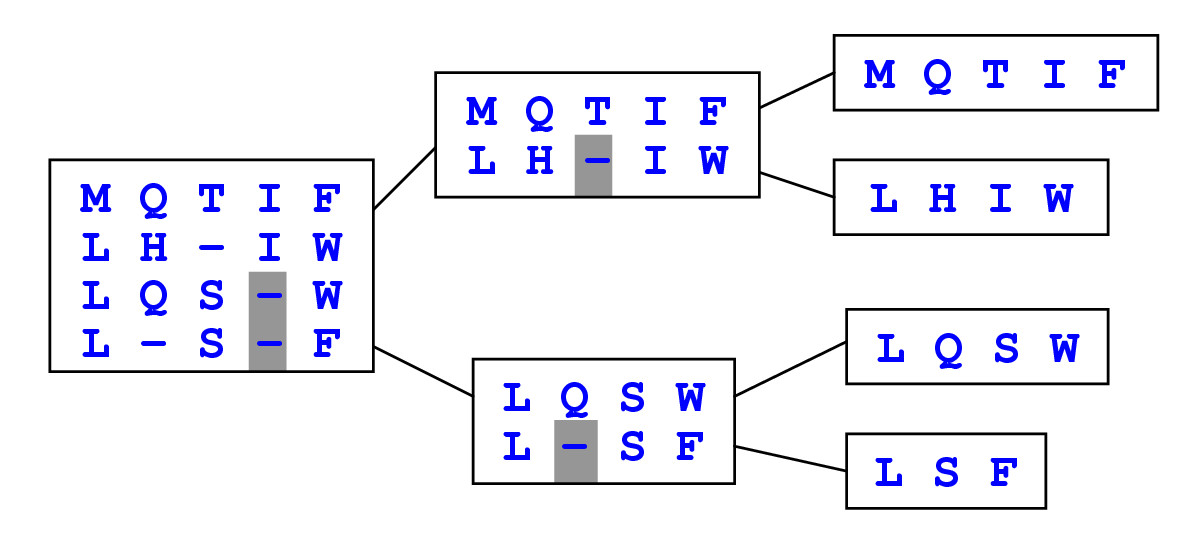 M Q T I F
L H – I W
L Q S – W
L – S – F
M Q T I F
L H – I W
L Q S W
L – S F
M Q T I F
L H I W
L Q S W
L S F